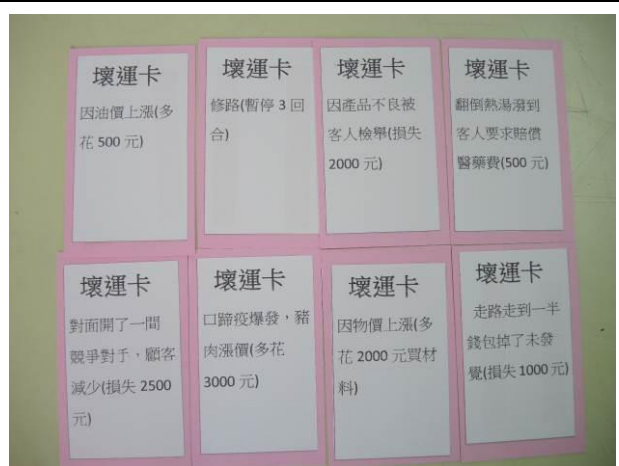 壞運卡
因油價上漲(多
花 500 元)
壞運卡
修路(暫停 3 回
合)
壞運卡
因產品不良被
客人檢舉(損失
2000 元)
壞運卡
翻倒熱湯潑到
客人要求賠償
醫藥費(500 元)
壞運卡
對面開了一間
競爭對手，顧客
減少(損失 2500
元)
壞運卡
口蹄疫爆發，豬
肉漲價(多花
3000 元)
壞運卡
因物價上漲(多
花 2000 元買材
料)
壞運卡
走路走到一半
錢包掉了未發
覺(損失 1000 元)